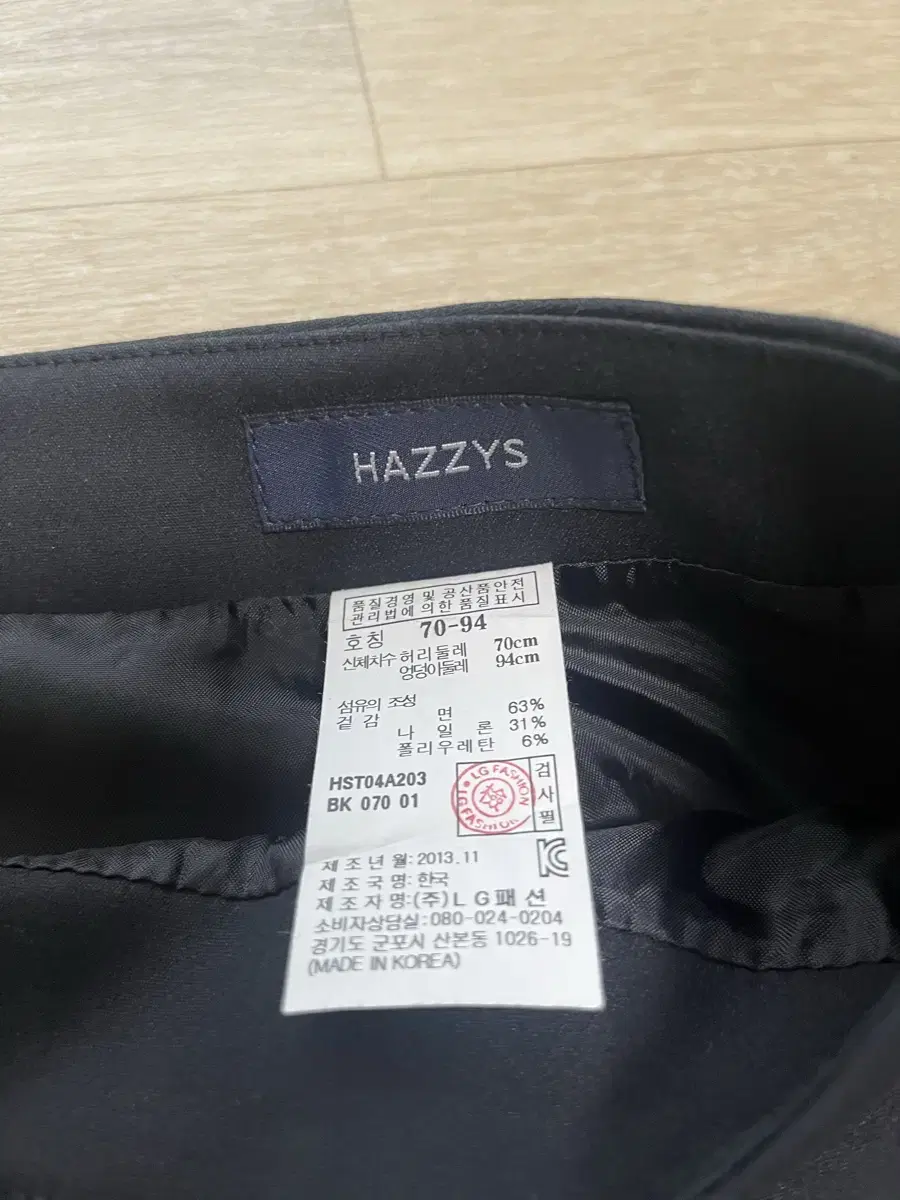 HAZZYS
품질경영 및 공산품안전
관리법에 의한 품질표시
호칭 70-94
신체치수 허리둘레 70cm
엉덩이둘레 94cm
섬유의 조성
겉 감 면 63%
나 일 론 31%
폴리우레탄 6%
HST04A203
BK 070 01
LG FASHION
LG FASHION
검
사
필
제 조 년 월: 2013.11
제 조 국 명: 한국
제 조 자 명: (주) L G 패 션
소비자상담실: 080-024-0204
경기도 군포시 산본동 1026-19
(MADE IN KOREA)